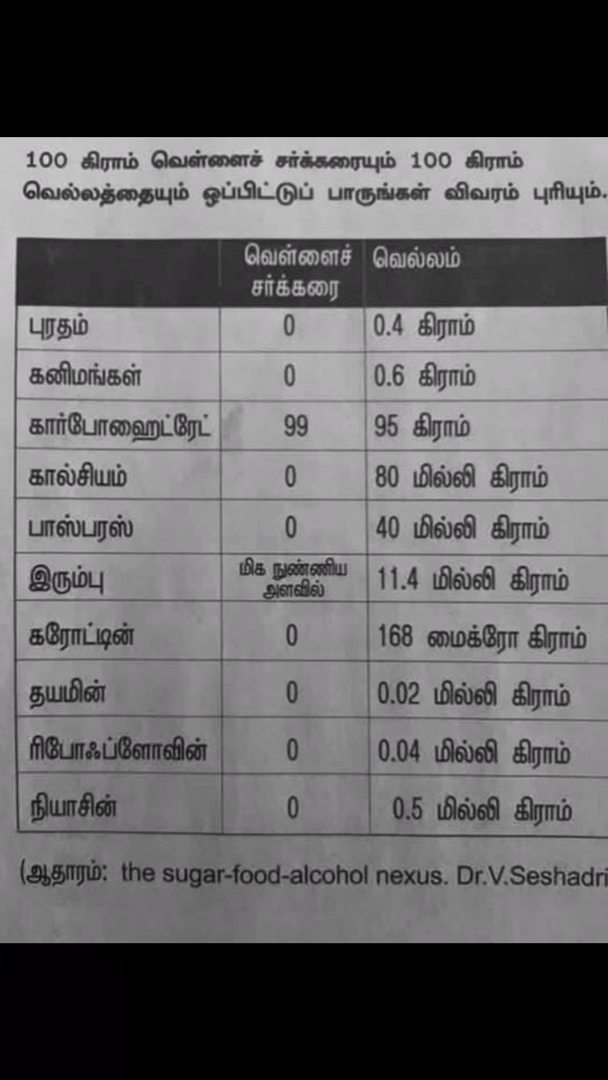 100 கிராம் வெள்ளைச் சர்க்கரையும் 100 கிராம்
வெல்லத்தையும் ஒப்பிட்டுப் பாருங்கள் விவரம் புரியும்.
வெள்ளைச் வெல்லம்
சர்க்கரை
புரதம் 0 0.4 கிராம்
கனிமங்கள் 0 0.6 கிராம்
கார்போஹைட்ரேட் 99 95 கிராம்
கால்சியம் 0 80 மில்லி கிராம்
பாஸ்பரஸ் 0 40 மில்லி கிராம்
இரும்பு மிக நுண்ணிய 11.4 மில்லி கிராம்
அளவில்
கரோட்டின் 0 168 மைக்ரோ கிராம்
தயமின் 0 0.02 மில்லி கிராம்
ரிபோஃப்ளோவின் 0 0.04 மில்லி கிராம்
நியாசின் 0 0.5 மில்லி கிராம்
(ஆதாரம்: the sugar-food-alcohol nexus. Dr.V.Seshadri